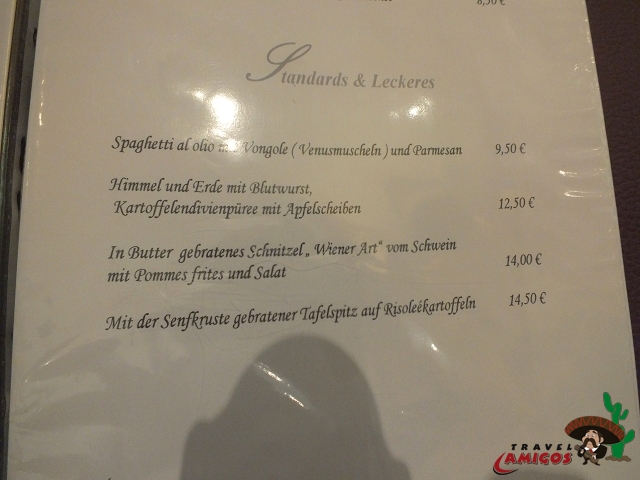 8,50 €
Standards & Leckeres
Spaghetti al olio Vongole ( Venusmuscheln ) und Parmesan 9,50 €
Himmel und Erde mit Blutwurst,
Kartoffelendivienpüree mit Apfelscheiben 12,50 €
In Butter gebratenes Schnitzel „ Wiener Art“ vom Schwein
mit Pommes frites und Salat 14,00 €
Mit der Senfkruste gebratener Tafelspitz auf Risoleékartoffeln 14,50 €
TRAVEL
AMIGOS